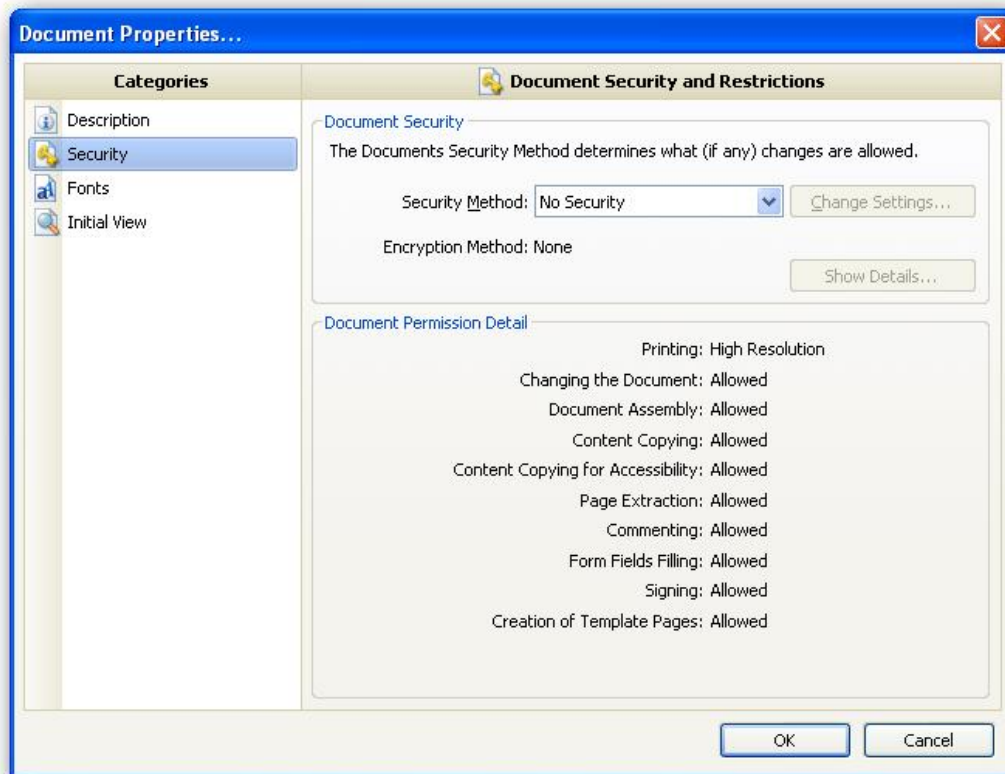 Document Properties...
Categories
Document Security and Restrictions
Description
Security
Fonts
Initial View
Document Security
The Documents Security Method determines what (if any) changes are allowed.
Security Method: No Security
Change Settings...
Encryption Method: None
Show Details...
Document Permission Detail
Printing: High Resolution
Changing the Document: Allowed
Document Assembly: Allowed
Content Copying: Allowed
Content Copying for Accessibility: Allowed
Page Extraction: Allowed
Commenting: Allowed
Form Fields Filling: Allowed
Signing: Allowed
Creation of Template Pages: Allowed
OK
Cancel